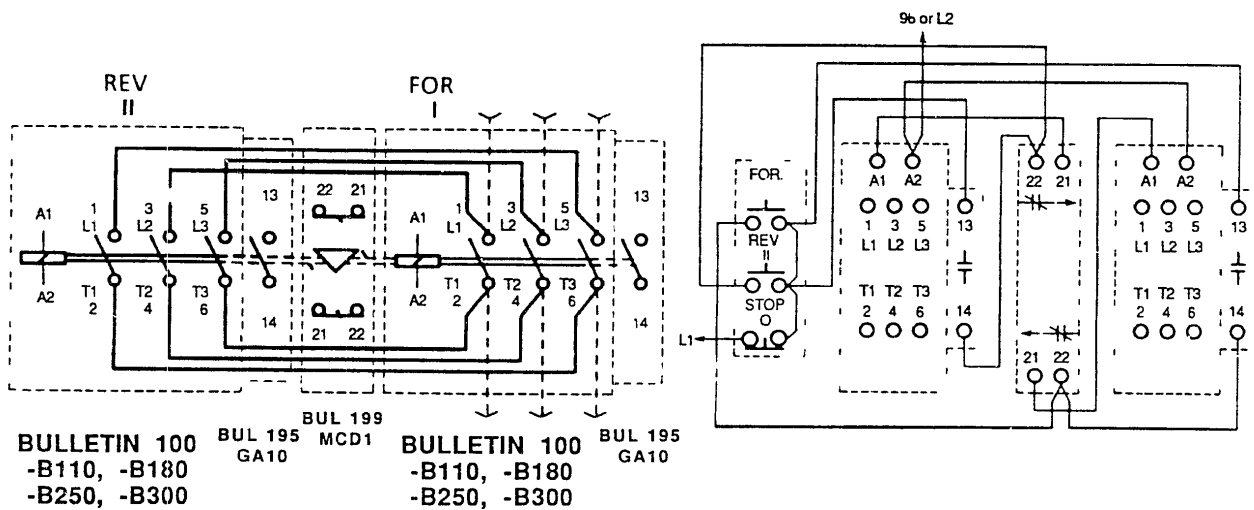 REV
II
FOR
I
A1
A2
1
L1
3
L2
5
L3
13
T1
2
T2
4
T3
6
14
22 21
21 22
A1
A2
1
L1
3
L2
5
L3
13
T1
2
T2
4
T3
6
14
BULLETIN 100
-B110, -B180
-B250, -B300
BUL 195
GA10
BUL 199
MCD1
BULLETIN 100
-B110, -B180
-B250, -B300
BUL 195
GA10
96 or L2
FOR.
I
REV
II
STOP
O
L1
A1 A2
1 3 5
L1 L2 L3
13
T1 T2 T3
2 4 6
14
22 21
21 22
A1 A2
1 3 5
L1 L2 L3
13
T1 T2 T3
2 4 6
14